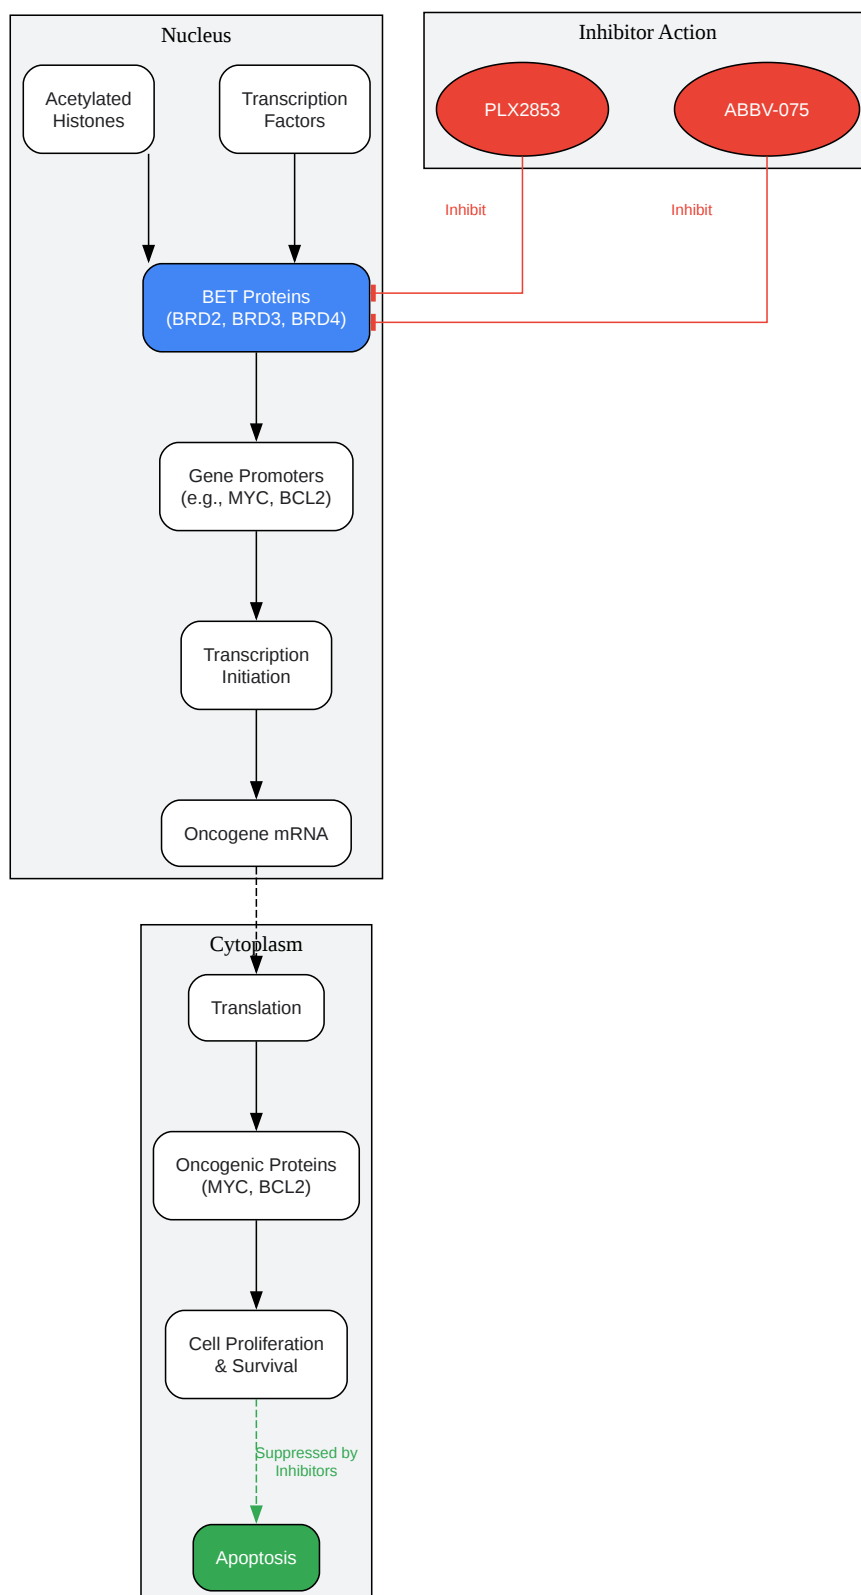 Nucleus
Inhibitor Action
Acetylated
Histones
Transcription
Factors
PLX2853
ABBV-075
Inhibit
Inhibit
BET Proteins
(BRD2, BRD3, BRD4)
Gene Promoters
(e.g., MYC, BCL2)
Transcription
Initiation
Oncogene mRNA
Cytoplasm
Translation
Oncogenic Proteins
(MYC, BCL2)
Cell Proliferation
& Survival
Suppressed by
Inhibitors
Apoptosis